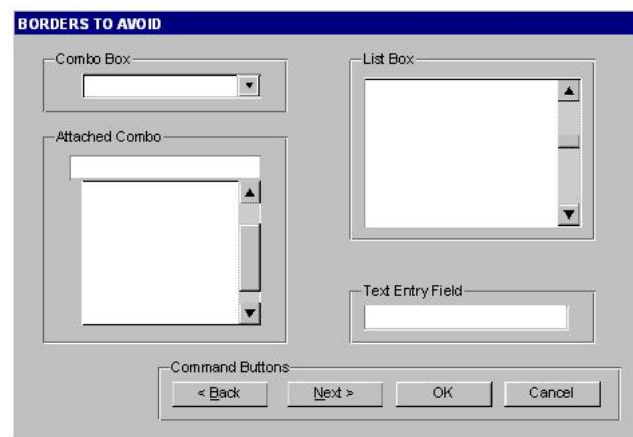 BORDERS TO AVOID
Combo Box
List Box
Attached Combo
Text Entry Field
Command Buttons
< Back
Next >
OK
Cancel